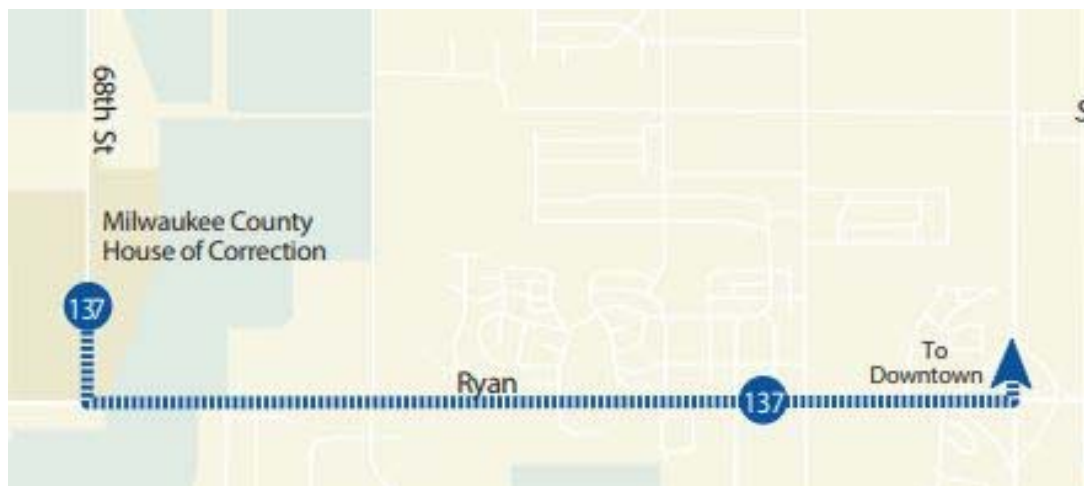 68th St
S
Milwaukee County
House of Correction
137
To
Downtown
Ryan
137